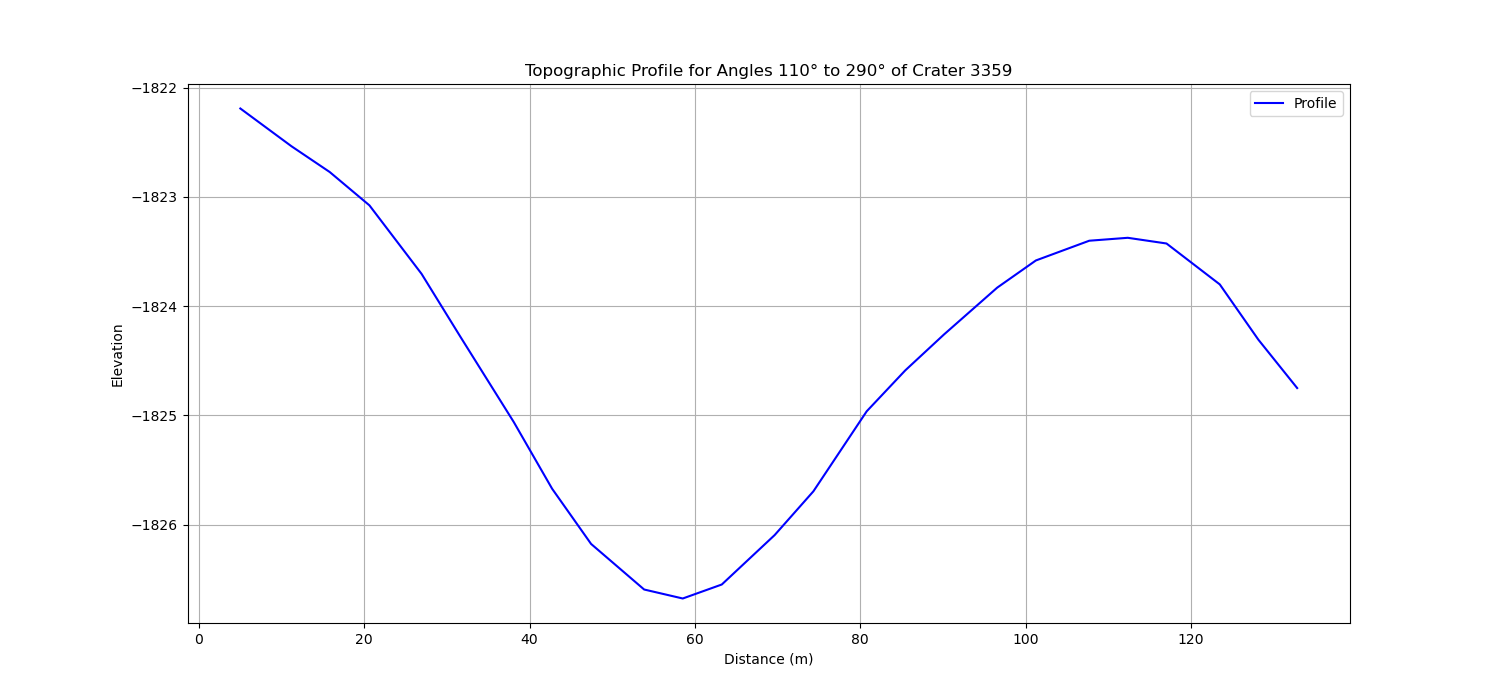 Topographic Profile for Angles 110° to 290° of Crater 3359
Profile
Elevation
−1822
−1823
−1824
−1825
−1826
0 20 40 60 80 100 120
Distance (m)